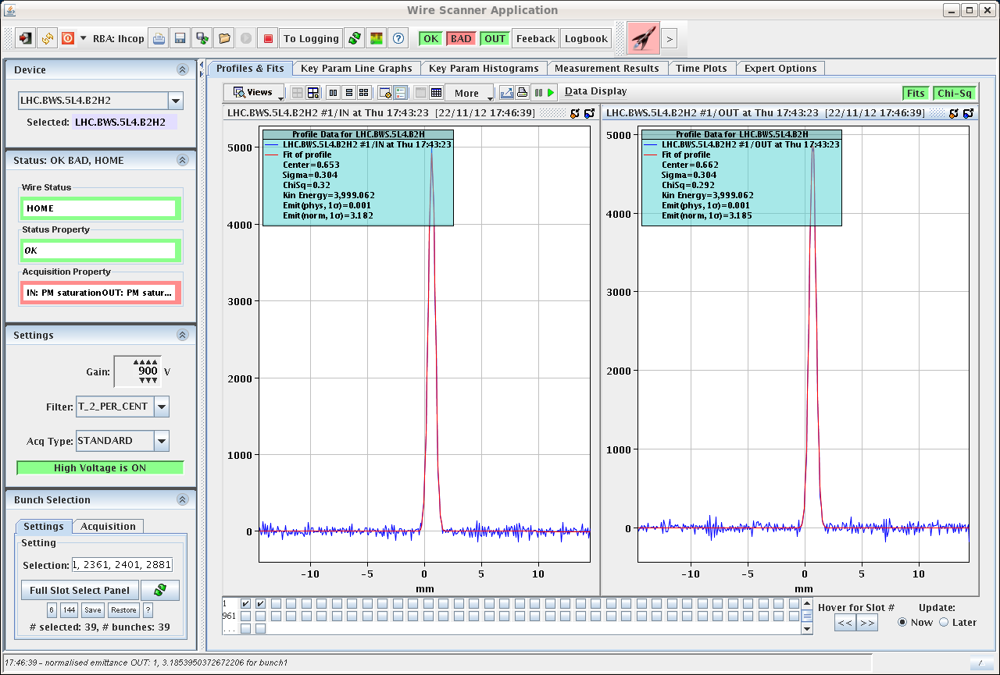 Wire Scanner Application
RBA: lhcop
To Logging
OK
BAD
OUT
Feeback
Logbook
>
Device
LHC.BWS.5L4.B2H2
Selected: LHC.BWS.5L4.B2H2
Status: OK BAD, HOME
Wire Status
HOME
Status Property
OK
Acquisition Property
IN: PM saturationOUT: PM satur...
Settings
Gain: 900 V
Filter: T_2_PER_CENT
Acq Type: STANDARD
High Voltage is ON
Bunch Selection
Settings
Acquisition
Setting
Selection: 1, 2361, 2401, 2881
Full Slot Select Panel
6
144
Save
Restore
?
# selected: 39, # bunches: 39
Profiles & Fits
Key Param Line Graphs
Key Param Histograms
Measurement Results
Time Plots
Expert Options
Views
More
Data Display
Fits
Chi-Sq
LHC.BWS.5L4.B2H2 #1/IN at Thu 17:43:23 [22/11/12 17:46:39]
Profile Data for LHC.BWS.5L4.B2H
LHC.BWS.5L4.B2H2 #1/IN at Thu 17:43:23
Fit of profile
Center=0.653
Sigma=0.304
ChiSq=0.32
Kin Energy=3,999.062
Emit(phys, 1σ)=0.001
Emit(norm, 1σ)=3.182
5000
4000
3000
2000
1000
0
-10
-5
0
5
10
mm
LHC.BWS.5L4.B2H2 #1/OUT at Thu 17:43:23 [22/11/12 17:46:39]
Profile Data for LHC.BWS.5L4.B2H
LHC.BWS.5L4.B2H2 #1/OUT at Thu 17:43:23
Fit of profile
Center=0.662
Sigma=0.304
ChiSq=0.292
Kin Energy=3,999.062
Emit(phys, 1σ)=0.001
Emit(norm, 1σ)=3.185
5000
4000
3000
2000
1000
0
-10
-5
0
5
10
mm
1
961
...
Hover for Slot #
<<
>>
Update:
Now
Later
17:46:39 - normalised emittance OUT: 1, 3.1853950372672206 for bunch1